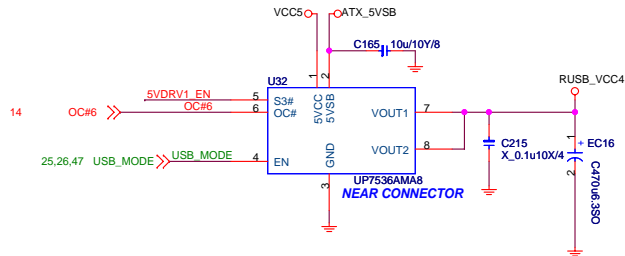 VCC5
ATX_5VSB
C165 10u/10Y/8
RUSB_VCC4
U32
1
2
5VDRV1_EN
5
S3#
5VCC
5VSB
VOUT1
7
14
OC#6
OC#6
6
OC#
1
+ EC16
C215
X_0.1u10X/4
VOUT2
8
25,26,47
USB_MODE
USB_MODE
4
EN
GND
2
C470u6.3SO
3
UP7536AMA8
NEAR CONNECTOR